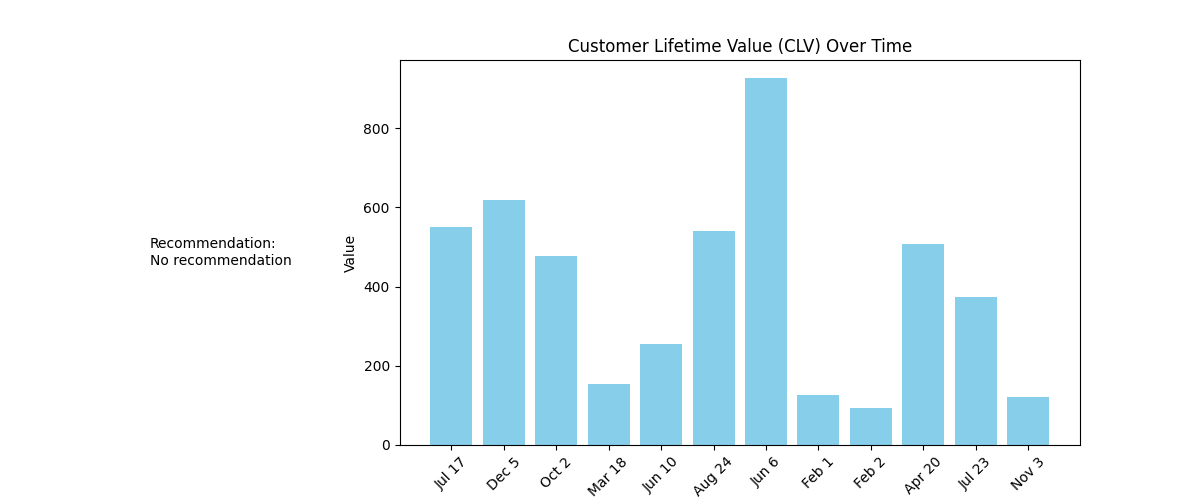 Customer Lifetime Value (CLV) Over Time
Recommendation:
No recommendation
Value
800
600
400
200
0
Jul 17
Dec 5
Oct 2
Mar 18
Jun 10
Aug 24
Jun 6
Feb 1
Feb 2
Apr 20
Jul 23
Nov 3